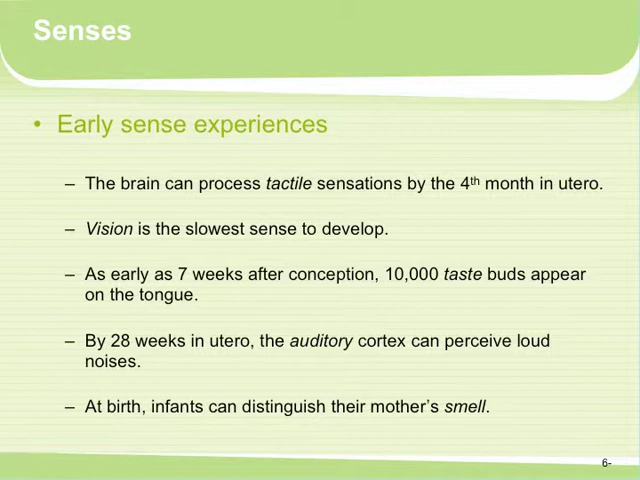 Senses
• Early sense experiences
– The brain can process tactile sensations by the 4th month in utero.
– Vision is the slowest sense to develop.
– As early as 7 weeks after conception, 10,000 taste buds appear
on the tongue.
– By 28 weeks in utero, the auditory cortex can perceive loud
noises.
– At birth, infants can distinguish their mother’s smell.
6-